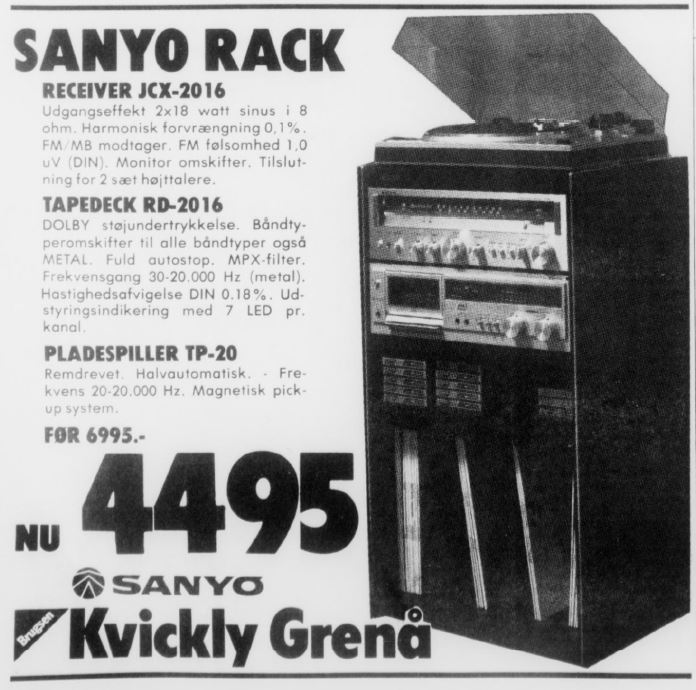 SANYO RACK
RECEIVER JCX-2016
Udgangseffekt 2x18 watt sinus i 8
ohm. Harmonisk forvrængning 0,1%.
FM/MB modtager. FM følsomhed 1,0
uV (DIN). Monitor omskifter. Tilslut-
ning for 2 sæt højttalere.
TAPEDECK RD-2016
DOLBY støjundertrykkelse. Båndty-
peromskifter til alle båndtyper også
METAL. Fuld autostop. MPX-filter.
Frekvensgang 30-20.000 Hz (metal).
Hastighedsafvigelse DIN 0.18%. Ud-
styringsindikering med 7 LED pr.
kanal.
PLADESPILLER TP-20
Remdrevet. Halvautomatisk. - Fre-
kvens 20-20.000 Hz. Magnetisk pick-
up system.
FØR 6995.-
NU 4495
SANYO
Brugsen
Kvickly Grenå